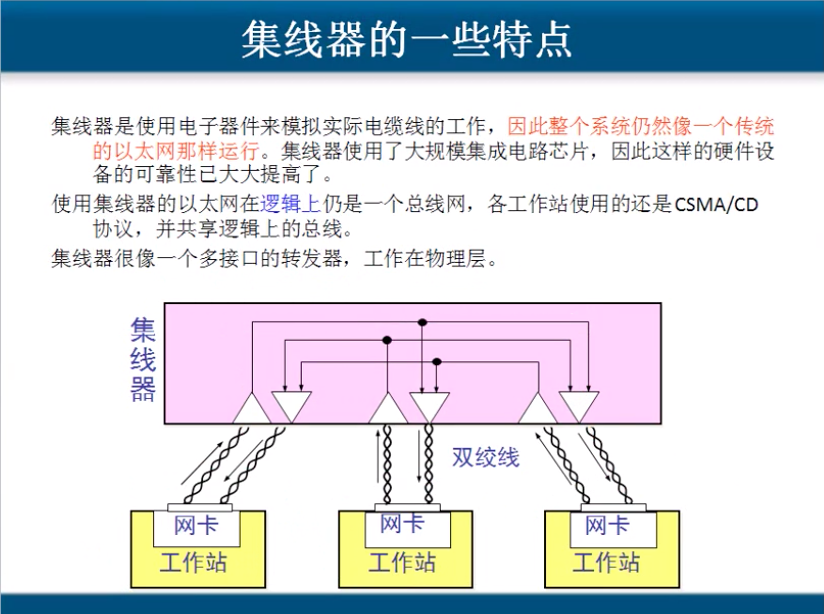 集线器的一些特点
集线器是使用电子器件来模拟实际电缆线的工作，因此整个系统仍然像一个传统
的以太网那样运行。集线器使用了大规模集成电路芯片，因此这样的硬件设
备的可靠性已大大提高了。
使用集线器的以太网在逻辑上仍是一个总线网，各工作站使用的还是CSMA/CD
协议，并共享逻辑上的总线。
集线器很像一个多接口的转发器，工作在物理层。
集线器
双绞线
网卡
工作站
网卡
工作站
网卡
工作站